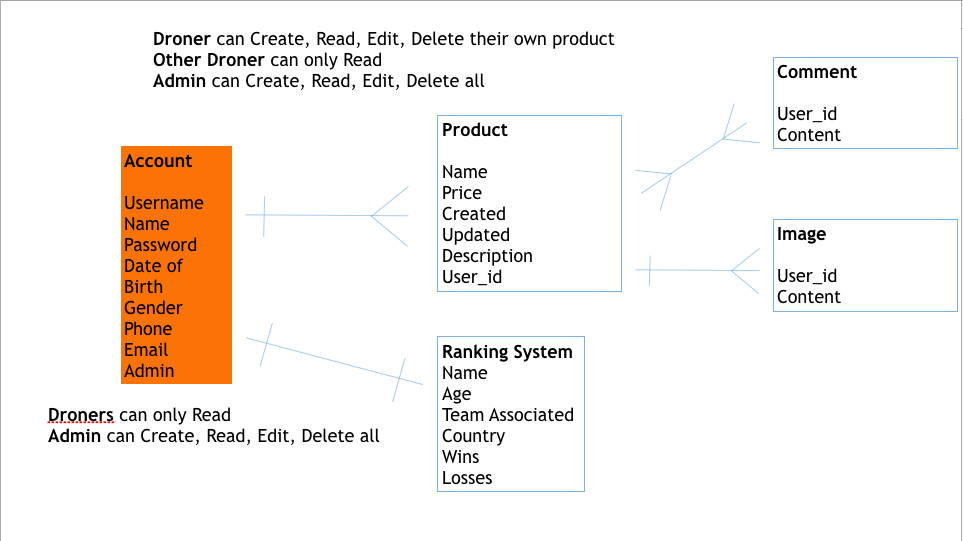 Droner can Create, Read, Edit, Delete their own product
Other Droner can only Read
Admin can Create, Read, Edit, Delete all
Account
Username
Name
Password
Date of
Birth
Gender
Phone
Email
Admin
Product
Name
Price
Created
Updated
Description
User_id
Comment
User_id
Content
Image
User_id
Content
Ranking System
Name
Age
Team Associated
Country
Wins
Losses
Droners can only Read
Admin can Create, Read, Edit, Delete all